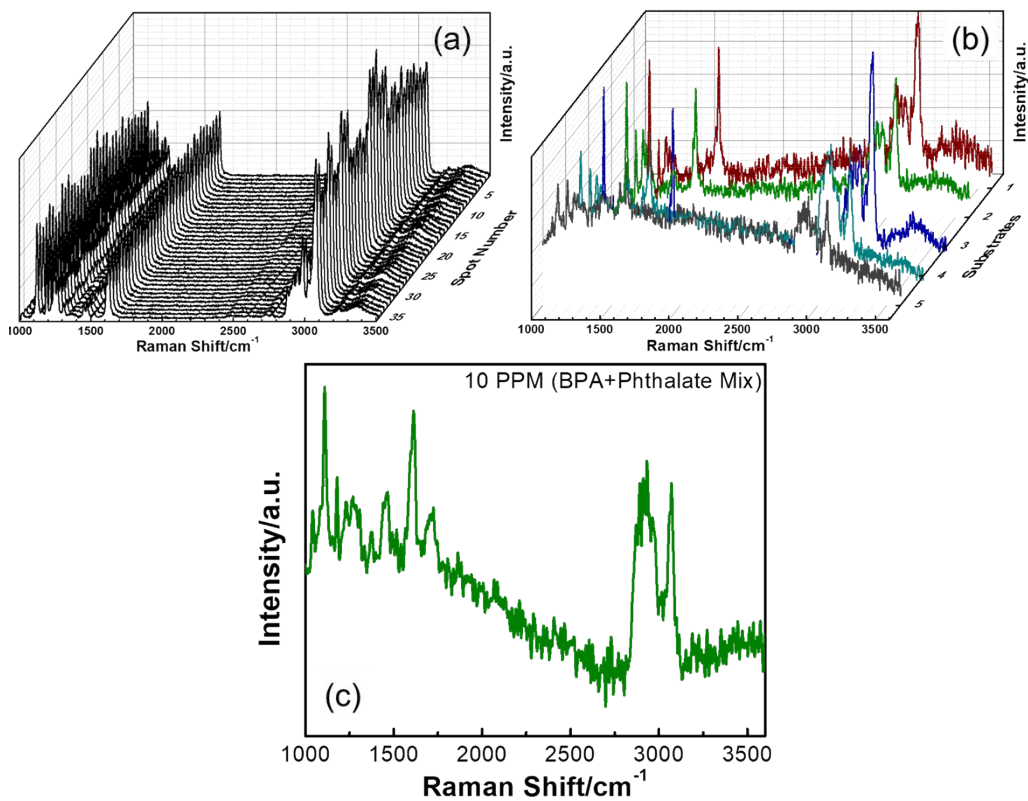 (a)
Intensity/a.u.
5
10
15
20
25
30
35
Spot Number
1000 1500 2000 2500 3000 3500
Raman Shift/cm⁻¹
(b)
Intesnity/a.u.
1
2
3
4
5
Substrates
1000 1500 2000 2500 3000 3500
Raman Shift/cm⁻¹
10 PPM (BPA+Phthalate Mix)
Intensity/a.u.
(c)
1000 1500 2000 2500 3000 3500
Raman Shift/cm⁻¹